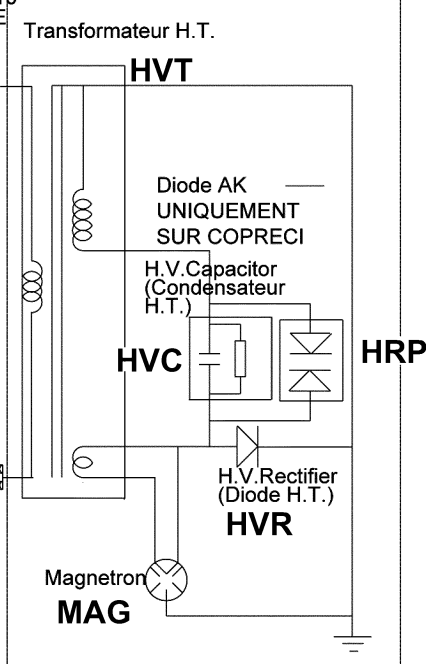 Transformateur H.T.
HVT
Diode AK
UNIQUEMENT
SUR COPRECI
H.V.Capacitor
(Condensateur
H.T.)
HVC
HRP
H.V.Rectifier
(Diode H.T.)
HVR
Magnetron
MAG